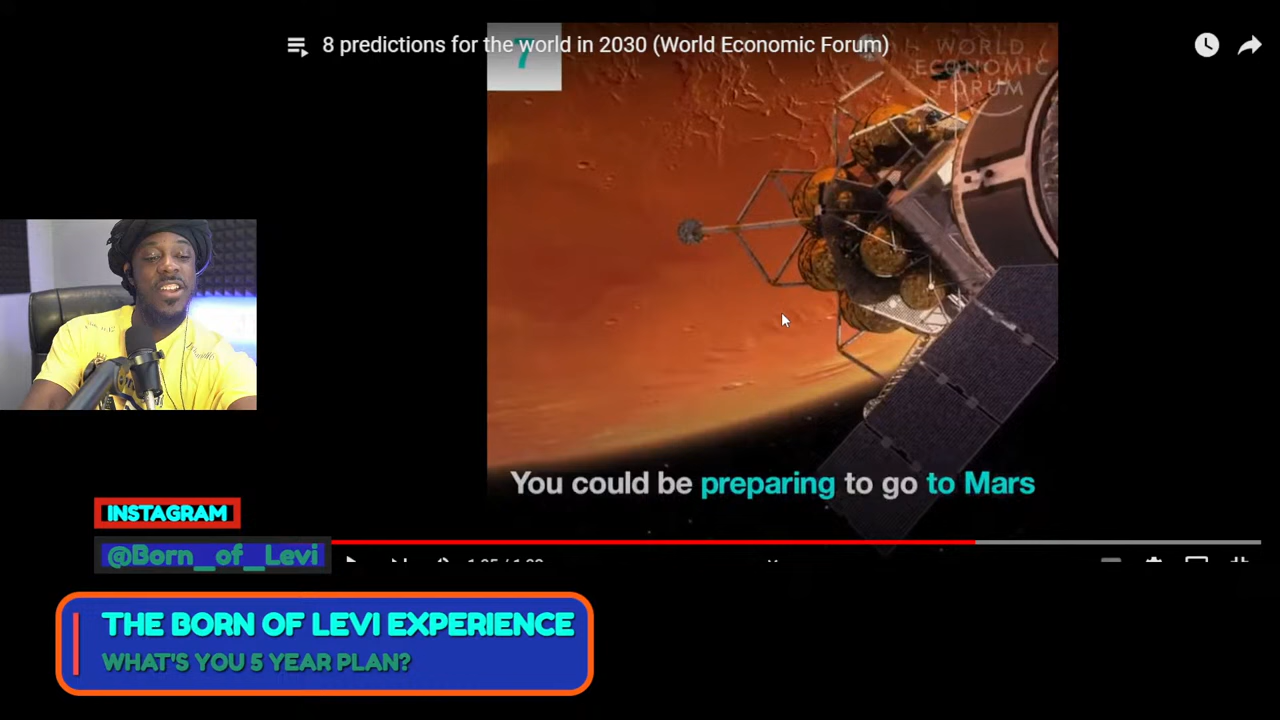 8 predictions for the world in 2030 (World Economic Forum)
7
WORLD
ECONOMIC
FORUM
You could be preparing to go to Mars
INSTAGRAM
@Born_of_Levi
THE BORN OF LEVI EXPERIENCE
WHAT'S YOU 5 YEAR PLAN?